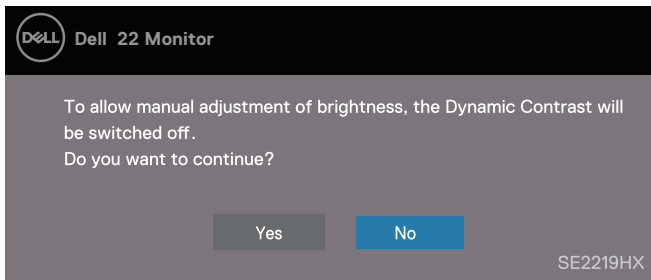 DELL Dell 22 Monitor
To allow manual adjustment of brightness, the Dynamic Contrast will
be switched off.
Do you want to continue?
Yes No
SE2219HX